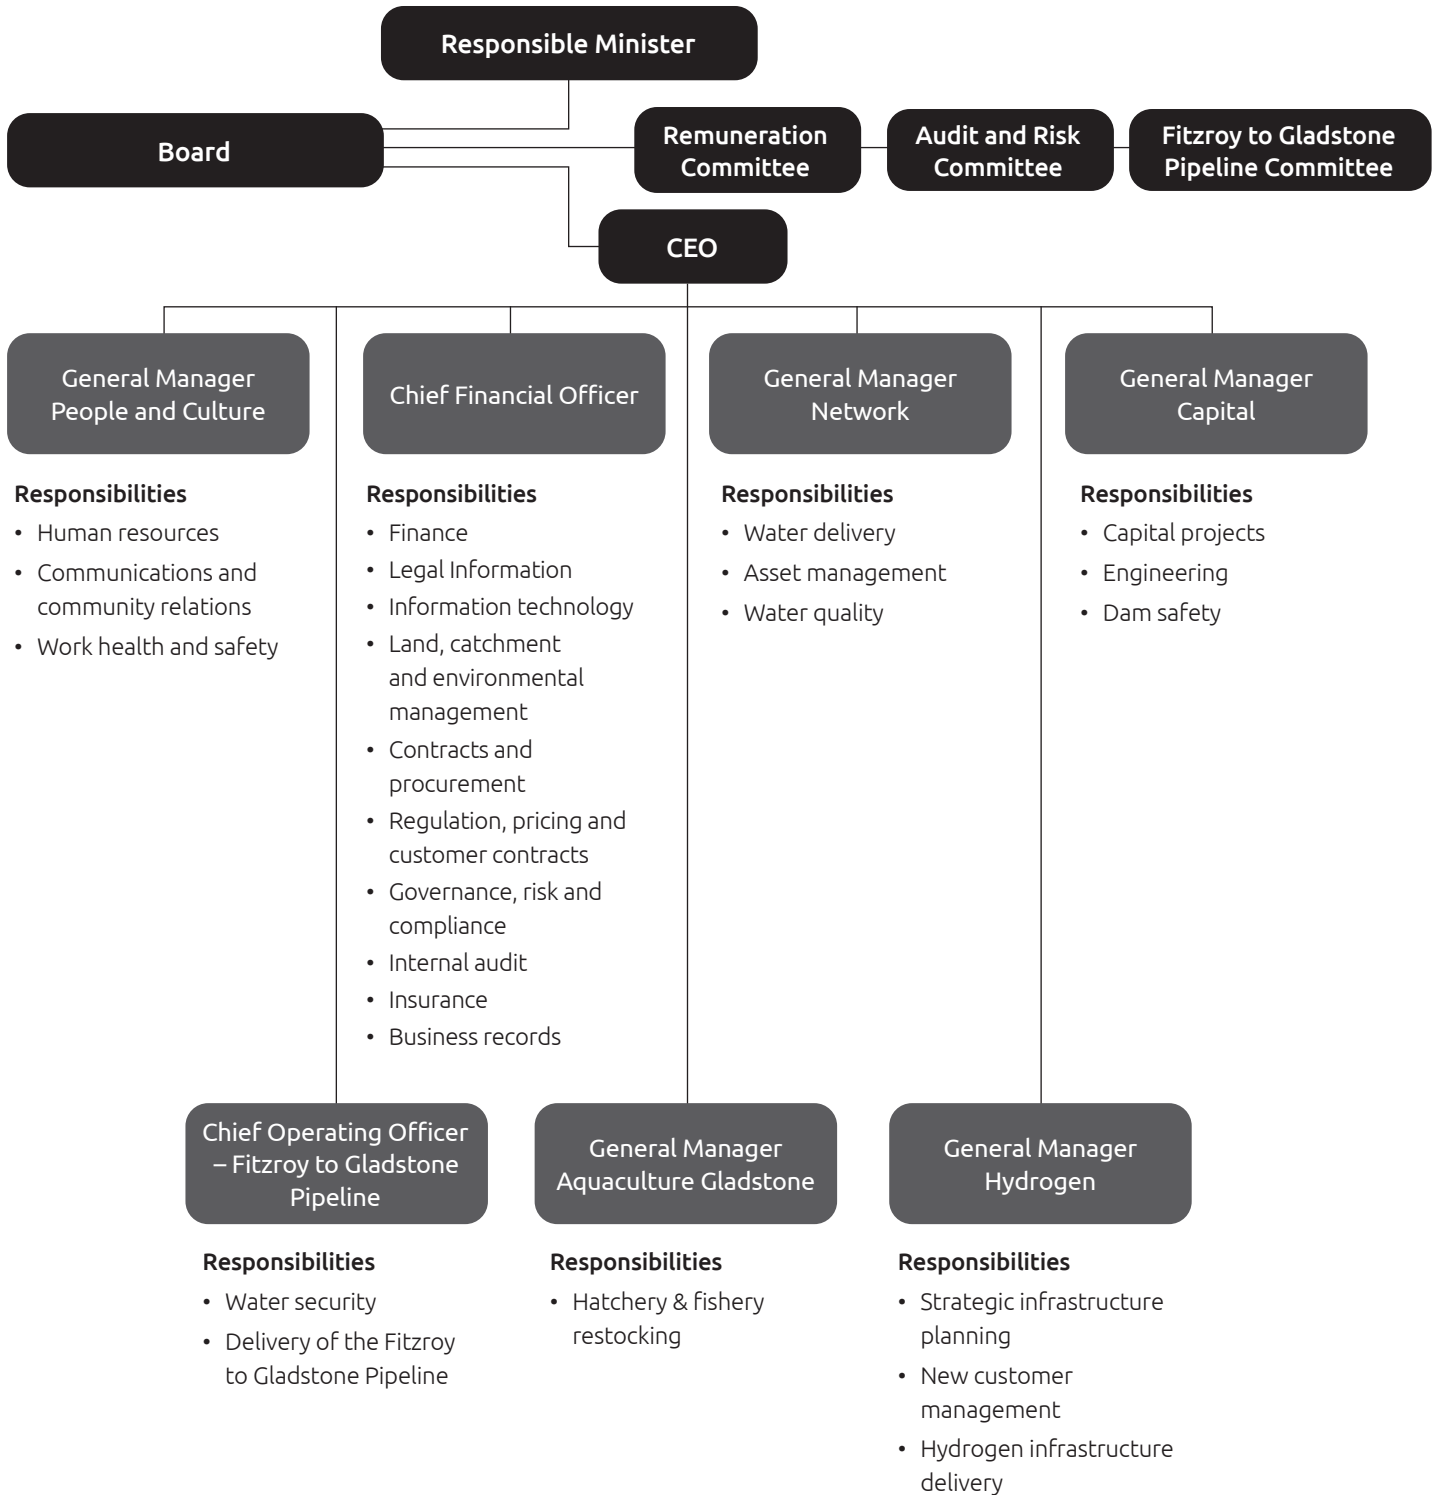 Responsible Minister
Board
Remuneration
Committee
Audit and Risk
Committee
Fitzroy to Gladstone
Pipeline Committee
CEO
General Manager
People and Culture
Responsibilities
• Human resources
• Communications and
community relations
• Work health and safety
Chief Financial Officer
Responsibilities
• Finance
• Legal Information
• Information technology
• Land, catchment
and environmental
management
• Contracts and
procurement
• Regulation, pricing and
customer contracts
• Governance, risk and
compliance
• Internal audit
• Insurance
• Business records
General Manager
Network
Responsibilities
• Water delivery
• Asset management
• Water quality
General Manager
Capital
Responsibilities
• Capital projects
• Engineering
• Dam safety
Chief Operating Officer
– Fitzroy to Gladstone
Pipeline
Responsibilities
• Water security
• Delivery of the Fitzroy
to Gladstone Pipeline
General Manager
Aquaculture Gladstone
Responsibilities
• Hatchery & fishery
restocking
General Manager
Hydrogen
Responsibilities
• Strategic infrastructure
planning
• New customer
management
• Hydrogen infrastructure
delivery